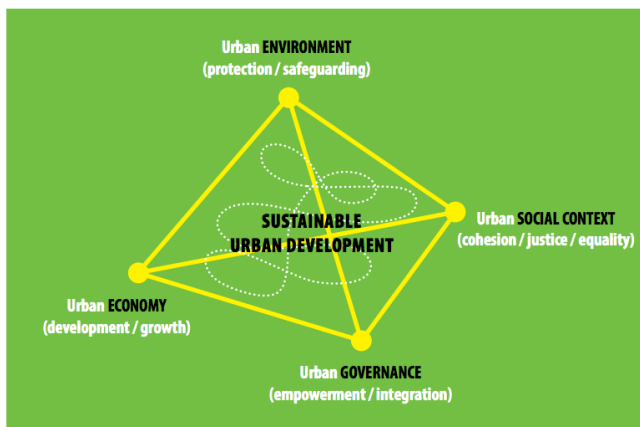 Urban ENVIRONMENT
(protection / safeguarding)
SUSTAINABLE
URBAN DEVELOPMENT
Urban SOCIAL CONTEXT
(cohesion / justice / equality)
Urban ECONOMY
(development / growth)
Urban GOVERNANCE
(empowerment / integration)